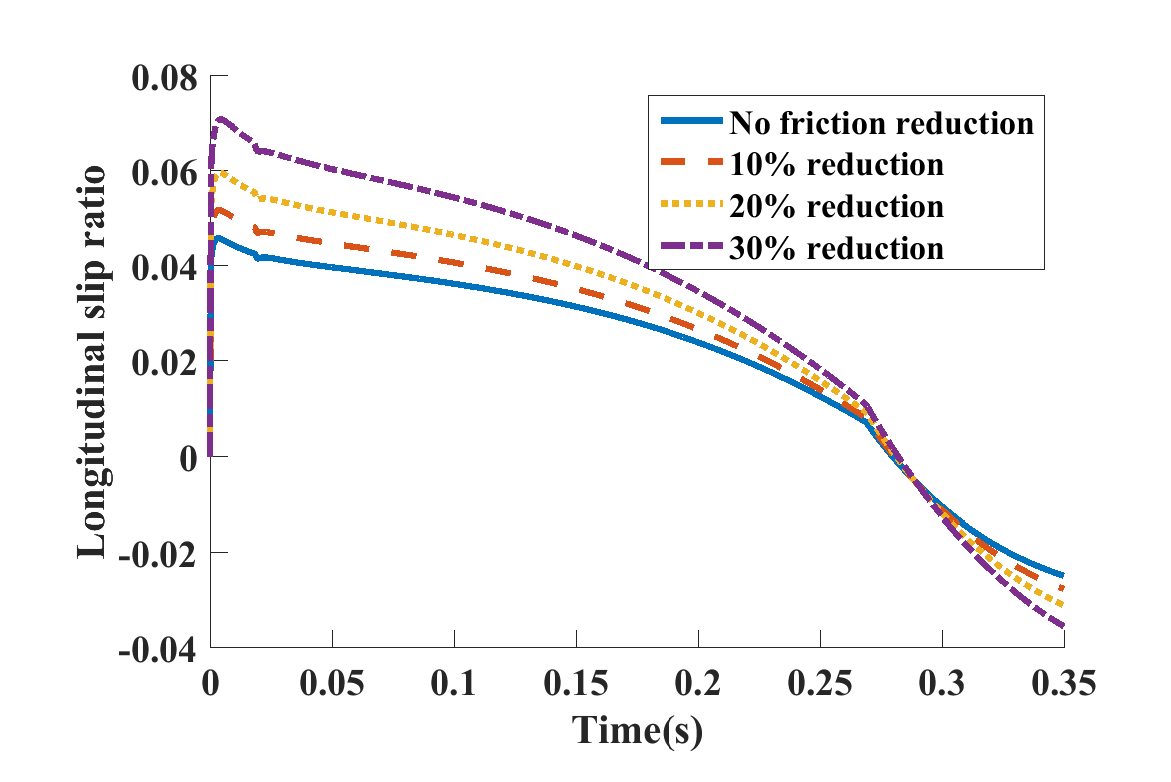 0.08
0.06
0.04
0.02
0
-0.02
-0.04
Longitudinal slip ratio
No friction reduction
10% reduction
20% reduction
30% reduction
0 0.05 0.1 0.15 0.2 0.25 0.3 0.35
Time(s)